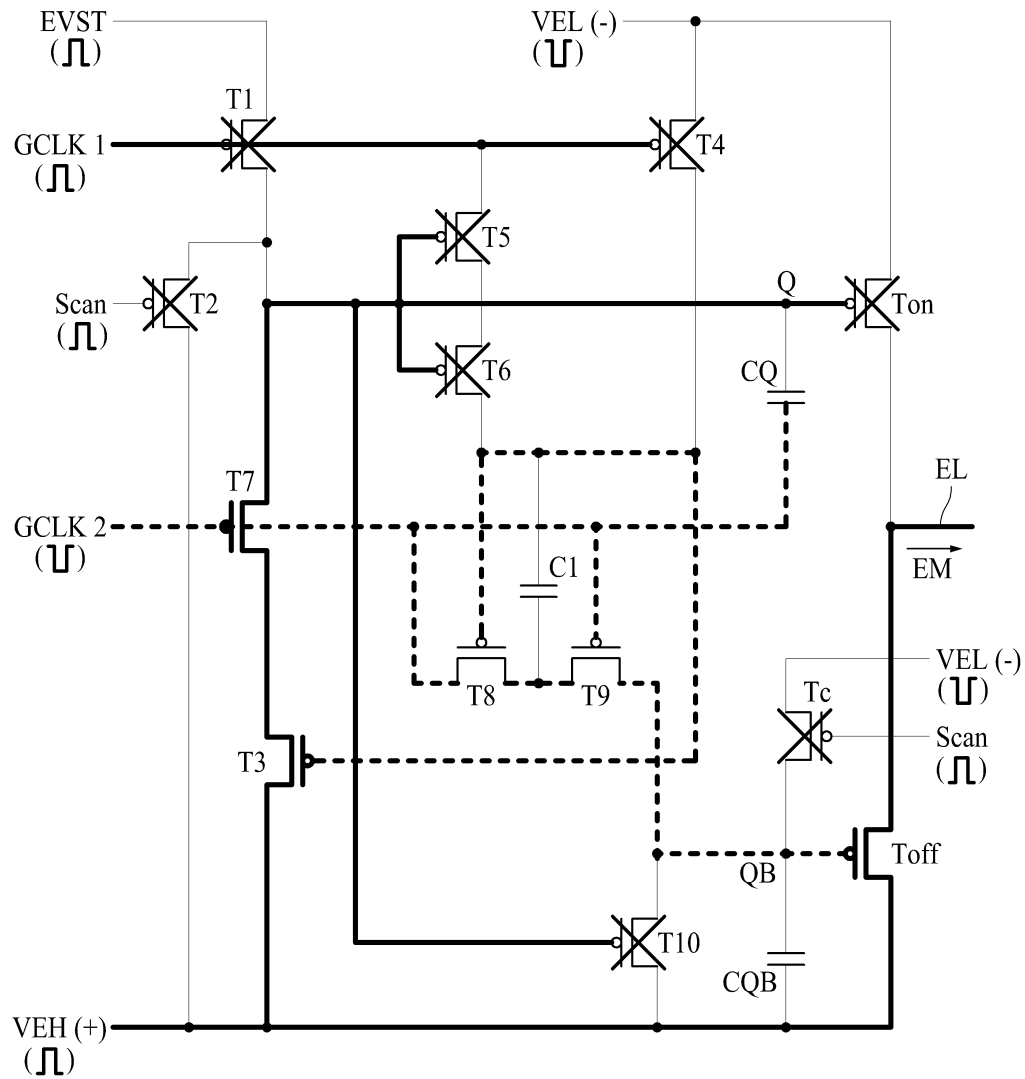 EVST
VEL (-)
T1
GCLK 1
T4
T5
Scan
T2
Q
Ton
T6
CQ
T7
EL
GCLK 2
EM
C1
T8
T9
VEL (-)
Tc
Scan
T3
Toff
QB
T10
CQB
VEH (+)